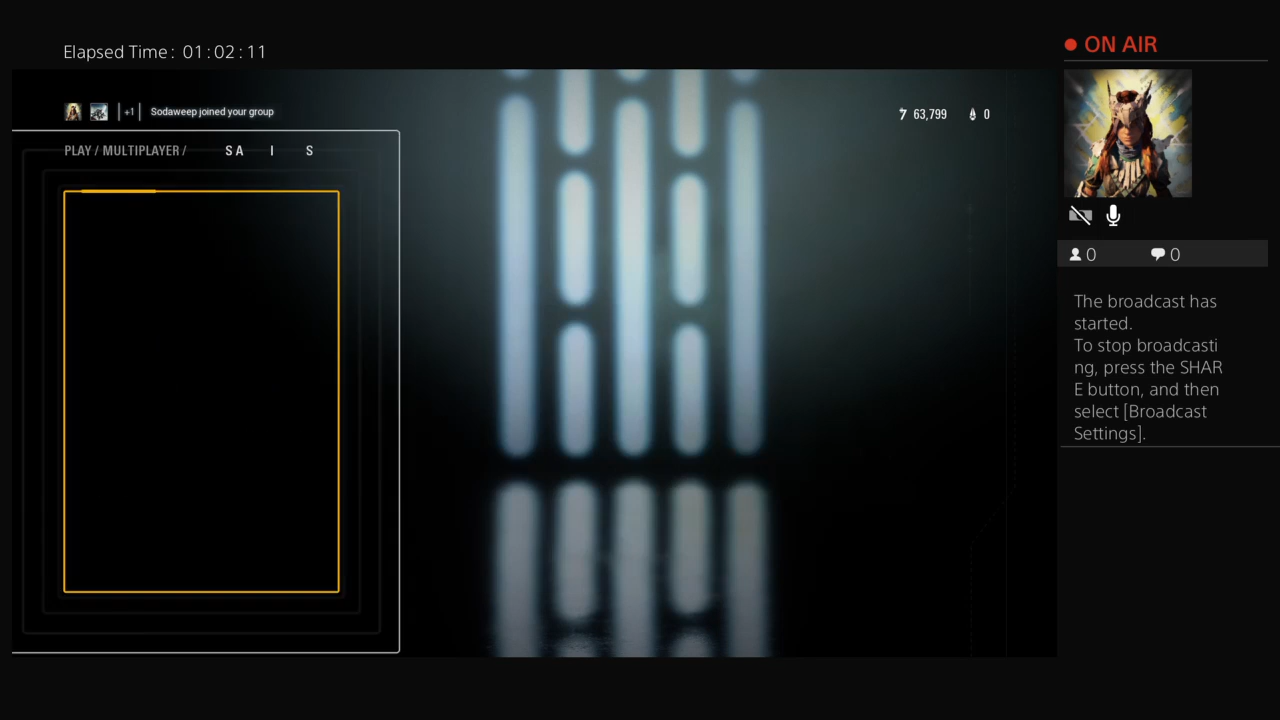 Elapsed Time: 01:02:11
ON AIR
+1 Sodaweep joined your group
63,799 0
PLAY / MULTIPLAYER / S A I S
0 0
The broadcast has
started.
To stop broadcasti
ng, press the SHAR
E button, and then
select [Broadcast
Settings].